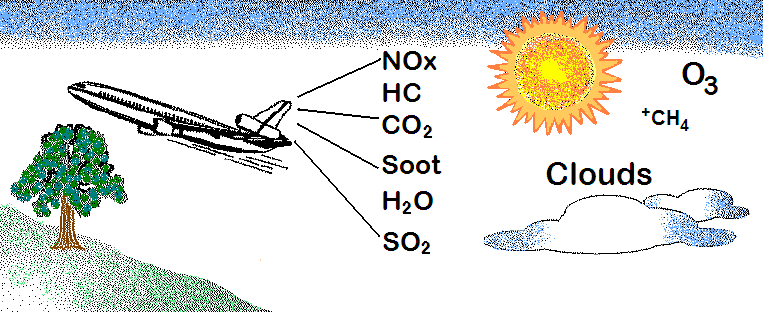 NOx
HC
CO₂
Soot
H₂O
SO₂
O₃
⁺CH₄
Clouds